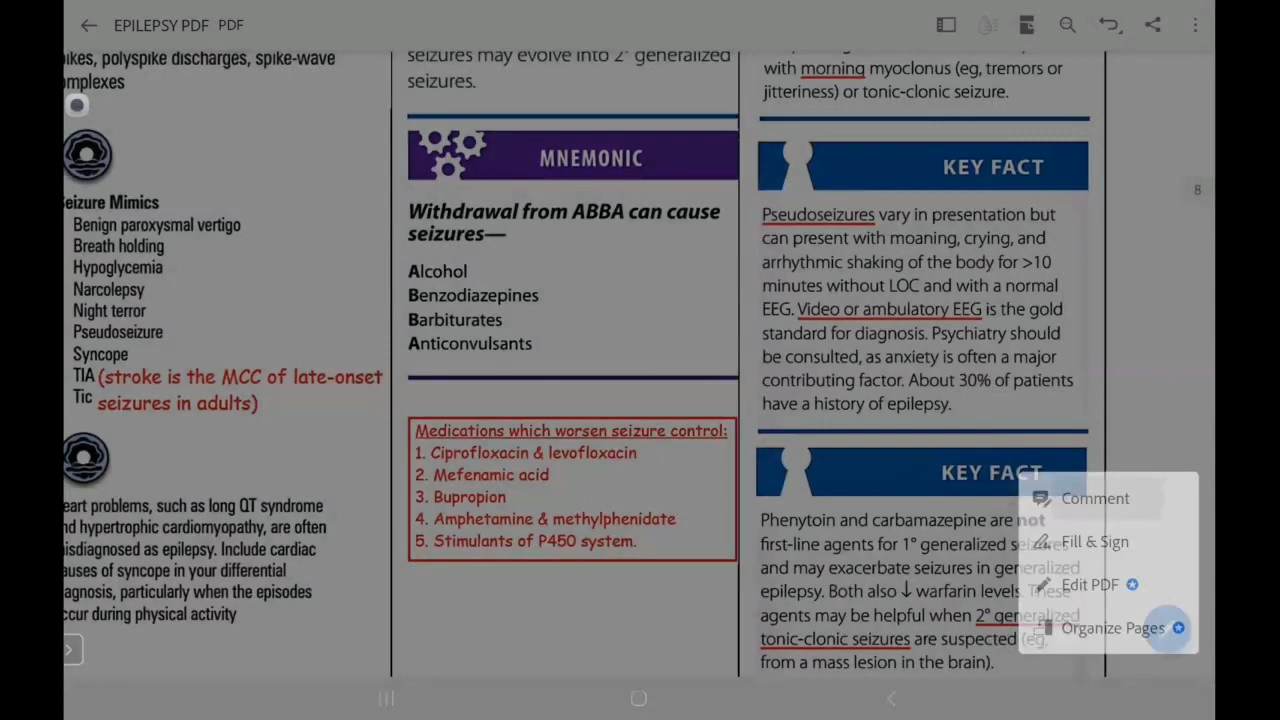 EPILEPSY PDF PDF
ikes, polyspike discharges, spike-wave
omplexes
eizure Mimics
Benign paroxysmal vertigo
Breath holding
Hypoglycemia
Narcolepsy
Night terror
Pseudoseizure
Syncope
TIA (stroke is the MCC of late-onset
Tic seizures in adults)
eart problems, such as long QT syndrome
nd hypertrophic cardiomyopathy, are often
isdiagnosed as epilepsy. Include cardiac
auses of syncope in your differential
agnosis, particularly when the episodes
ccur during physical activity
seizures may evolve into 2° generalized
seizures.
MNEMONIC
Withdrawal from ABBA can cause
seizures—
Alcohol
Benzodiazepines
Barbiturates
Anticonvulsants
Medications which worsen seizure control:
1. Ciprofloxacin & levofloxacin
2. Mefenamic acid
3. Bupropion
4. Amphetamine & methylphenidate
5. Stimulants of P450 system.
with morning myoclonus (eg, tremors or
jitteriness) or tonic-clonic seizure.
KEY FACT
Pseudoseizures vary in presentation but
can present with moaning, crying, and
arrhythmic shaking of the body for >10
minutes without LOC and with a normal
EEG. Video or ambulatory EEG is the gold
standard for diagnosis. Psychiatry should
be consulted, as anxiety is often a major
contributing factor. About 30% of patients
have a history of epilepsy.
KEY FACT
Phenytoin and carbamazepine are not
first-line agents for 1° generalized seizures
and may exacerbate seizures in generalized
epilepsy. Both also ↓ warfarin levels. These
agents may be helpful when 2° generalized
tonic-clonic seizures are suspected (eg,
from a mass lesion in the brain).
8
Comment
Fill & Sign
Edit PDF
Organize Pages